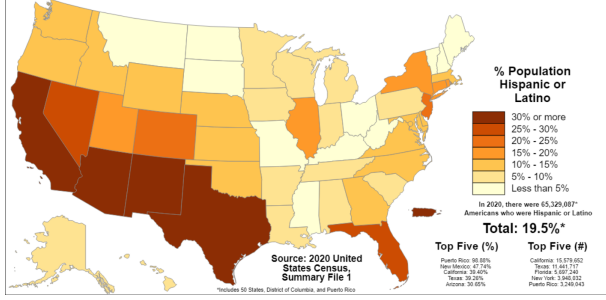 % Population
Hispanic or
Latino
30% or more
25% - 30%
20% - 25%
15% - 20%
10% - 15%
5% - 10%
Less than 5%
In 2020, there were 65,329,087*
Americans who were Hispanic or Latino
Total: 19.5%*
Top Five (%)
Puerto Rico: 98.88%
New Mexico: 47.74%
California: 39.40%
Texas: 39.26%
Arizona: 30.65%
Top Five (#)
California: 15,579,652
Texas: 11,441,717
Florida: 5,697,240
New York: 3,948,032
Puerto Rico: 3,249,043
Source: 2020 United
States Census,
Summary File 1
*Includes 50 States, District of Columbia, and Puerto Rico